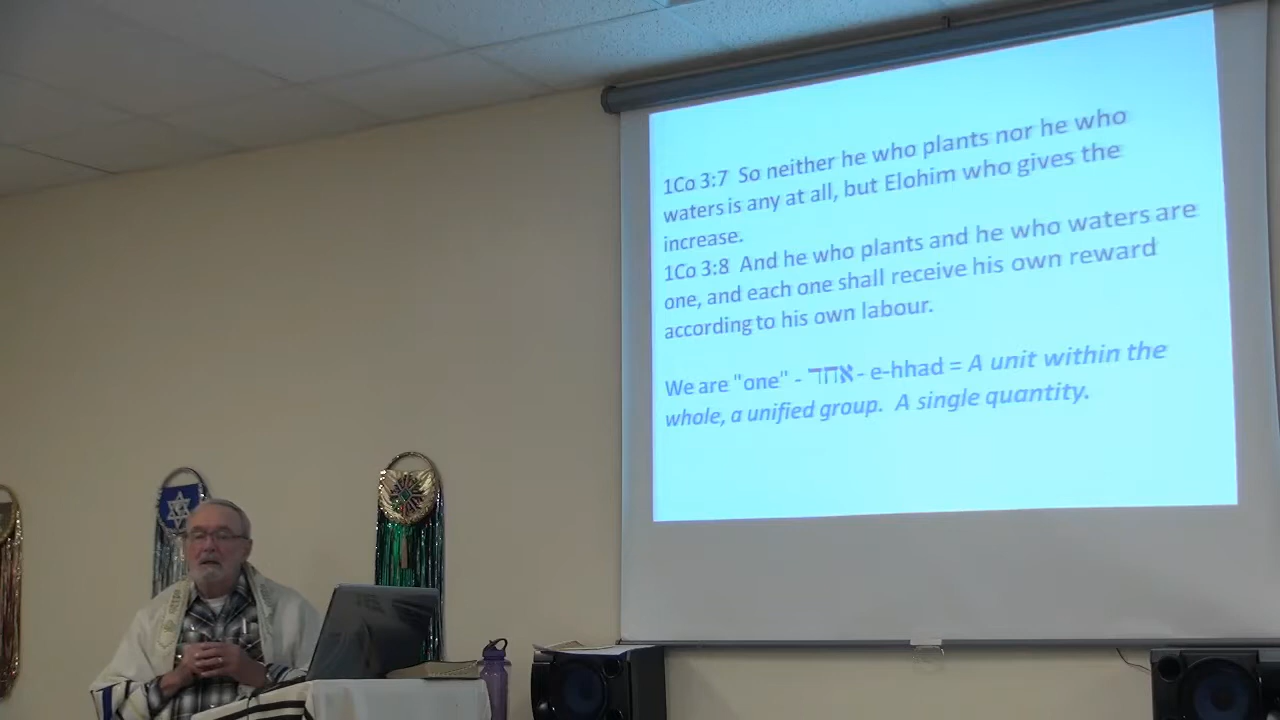 1Co 3:7 So neither he who plants nor he who
waters is any at all, but Elohim who gives the
increase.
1Co 3:8 And he who plants and he who waters are
one, and each one shall receive his own reward
according to his own labour.
We are "one" - אחד - e-hhad = A unit within the
whole, a unified group. A single quantity.